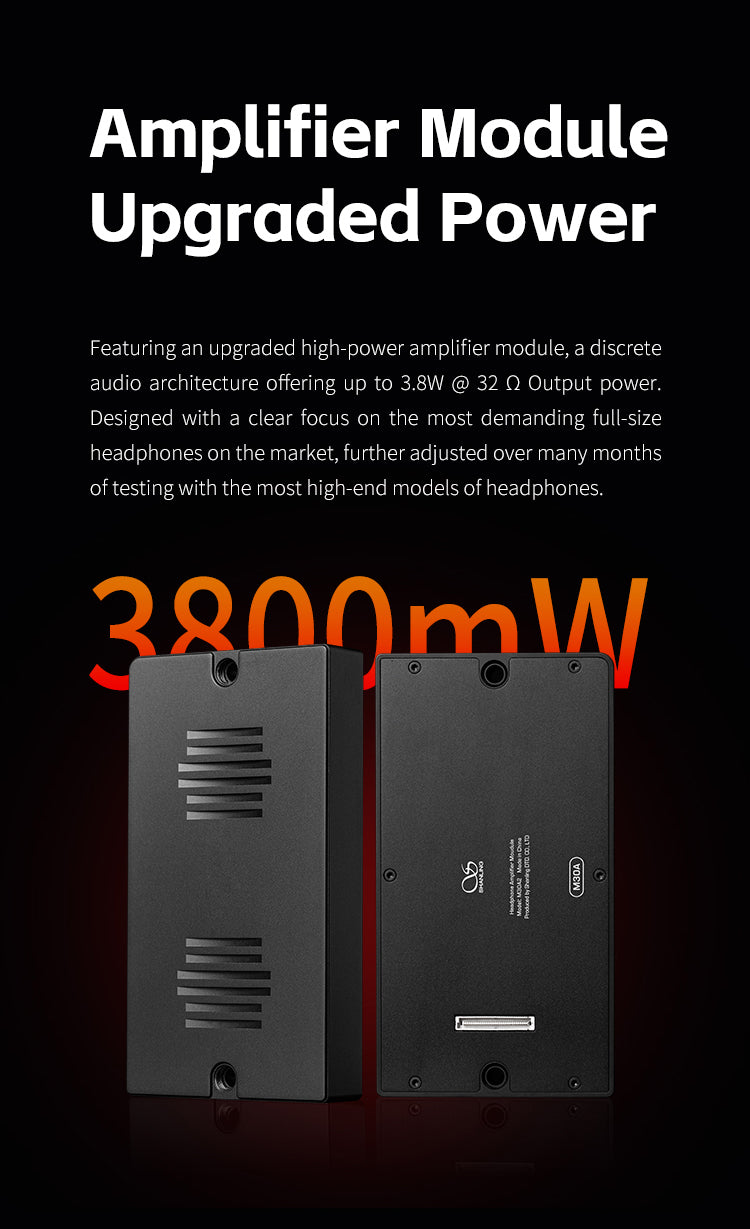 Amplifier Module
Upgraded Power
Featuring an upgraded high-power amplifier module, a discrete
audio architecture offering up to 3.8W @ 32 Ω Output power.
Designed with a clear focus on the most demanding full-size
headphones on the market, further adjusted over many months
of testing with the most high-end models of headphones.
3800mW
SHANLING
Headphone Amplifier Moudule
Model: M30A2 Made in China
Produced by Shanling DTD. CO., LTD
M30A